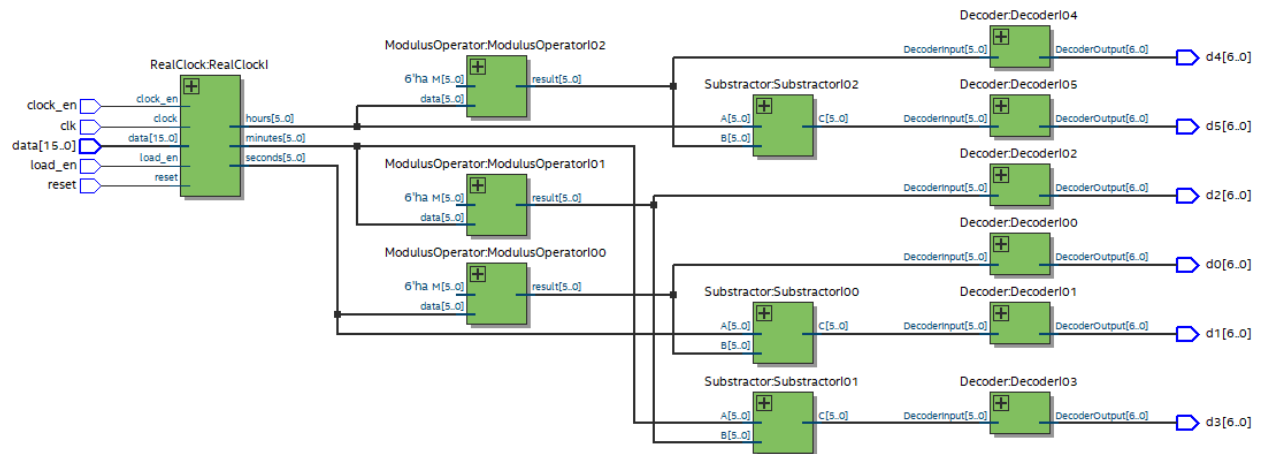 Decoder:DecoderI04
DecoderInput[5..0] DecoderOutput[6..0] d4[6..0]
ModulusOperator:ModulusOperatorI02
6'ha M[5..0] result[5..0]
data[5..0]
RealClock:RealClockI
clock_en clock_en
clk clock hours[5..0]
data[15..0] data[15..0] minutes[5..0]
load_en load_en seconds[5..0]
reset reset
Substractor:SubstractorI02
A[5..0] C[5..0]
B[5..0]
Decoder:DecoderI05
DecoderInput[5..0] DecoderOutput[6..0] d5[6..0]
Decoder:DecoderI02
DecoderInput[5..0] DecoderOutput[6..0] d2[6..0]
ModulusOperator:ModulusOperatorI01
6'ha M[5..0] result[5..0]
data[5..0]
Decoder:DecoderI00
DecoderInput[5..0] DecoderOutput[6..0] d0[6..0]
ModulusOperator:ModulusOperatorI00
6'ha M[5..0] result[5..0]
data[5..0]
Substractor:SubstractorI00
A[5..0] C[5..0]
B[5..0]
Decoder:DecoderI01
DecoderInput[5..0] DecoderOutput[6..0] d1[6..0]
Substractor:SubstractorI01
A[5..0] C[5..0]
B[5..0]
Decoder:DecoderI03
DecoderInput[5..0] DecoderOutput[6..0] d3[6..0]